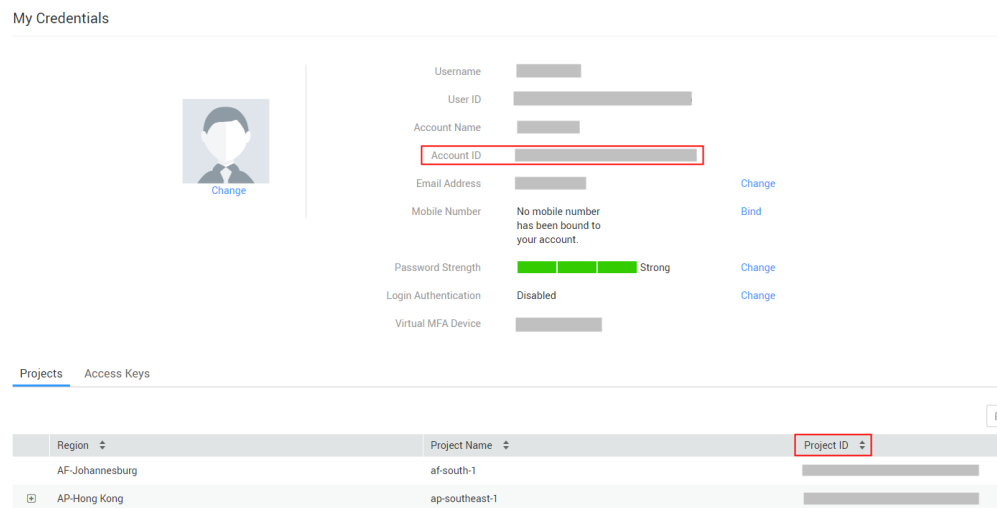 My Credentials
Username
User ID
Account Name
Account ID
Change
Email Address Change
Mobile Number No mobile number Bind
has been bound to
your account.
Password Strength Strong Change
Login Authentication Disabled Change
Virtual MFA Device
Projects Access Keys
Region Project Name Project ID
AF-Johannesburg af-south-1
AP-Hong Kong ap-southeast-1